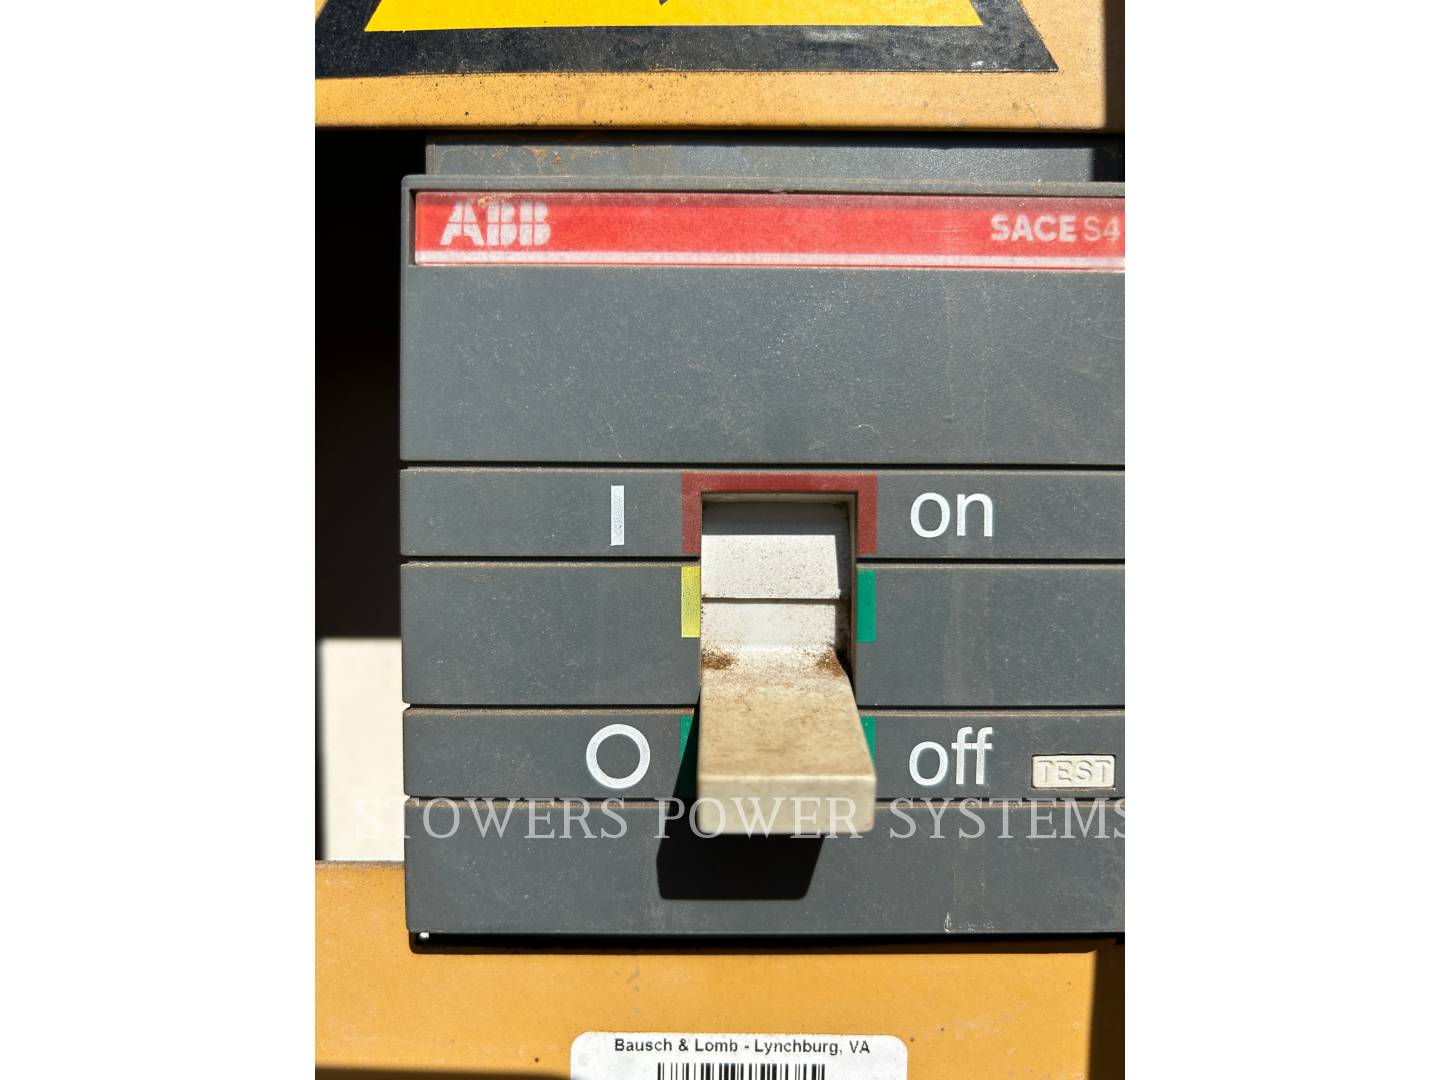 ABB SACE S4
I on
O off TEST
STOWERS POWER SYSTEMS
Bausch & Lomb - Lynchburg, VA